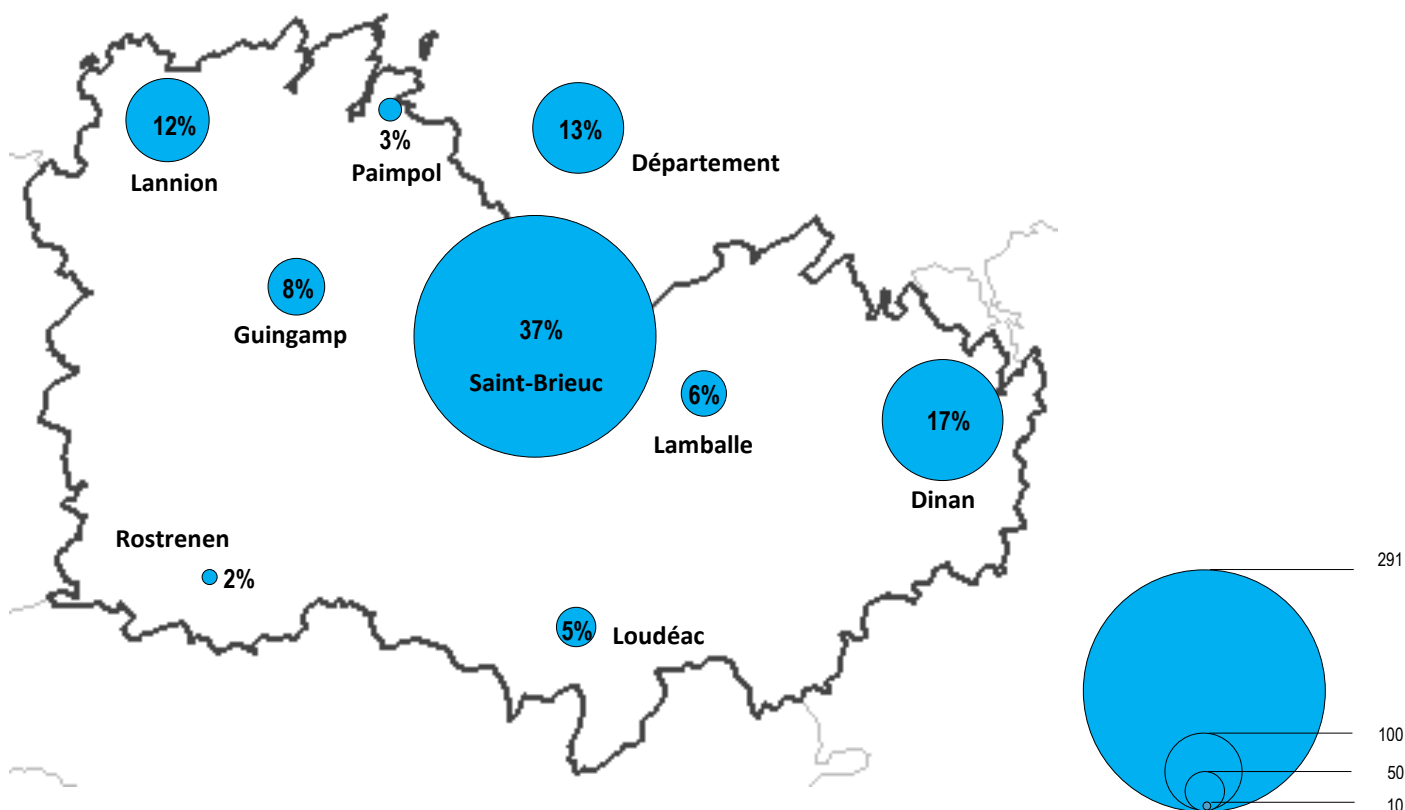 12%
Lannion
3%
Paimpol
13%
Département
8%
Guingamp
37%
Saint-Brieuc
6%
Lamballe
17%
Dinan
Rostrenen
2%
5%
Loudéac
291
100
50
10